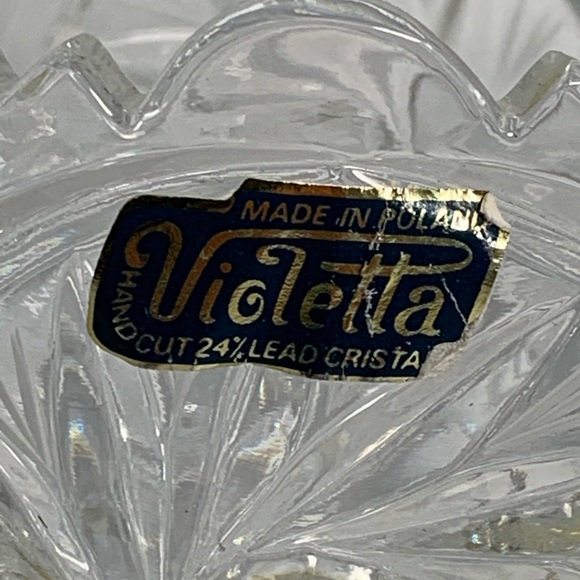 MADE IN POLAN
Violetta
HAND CUT 24% LEAD CRISTA